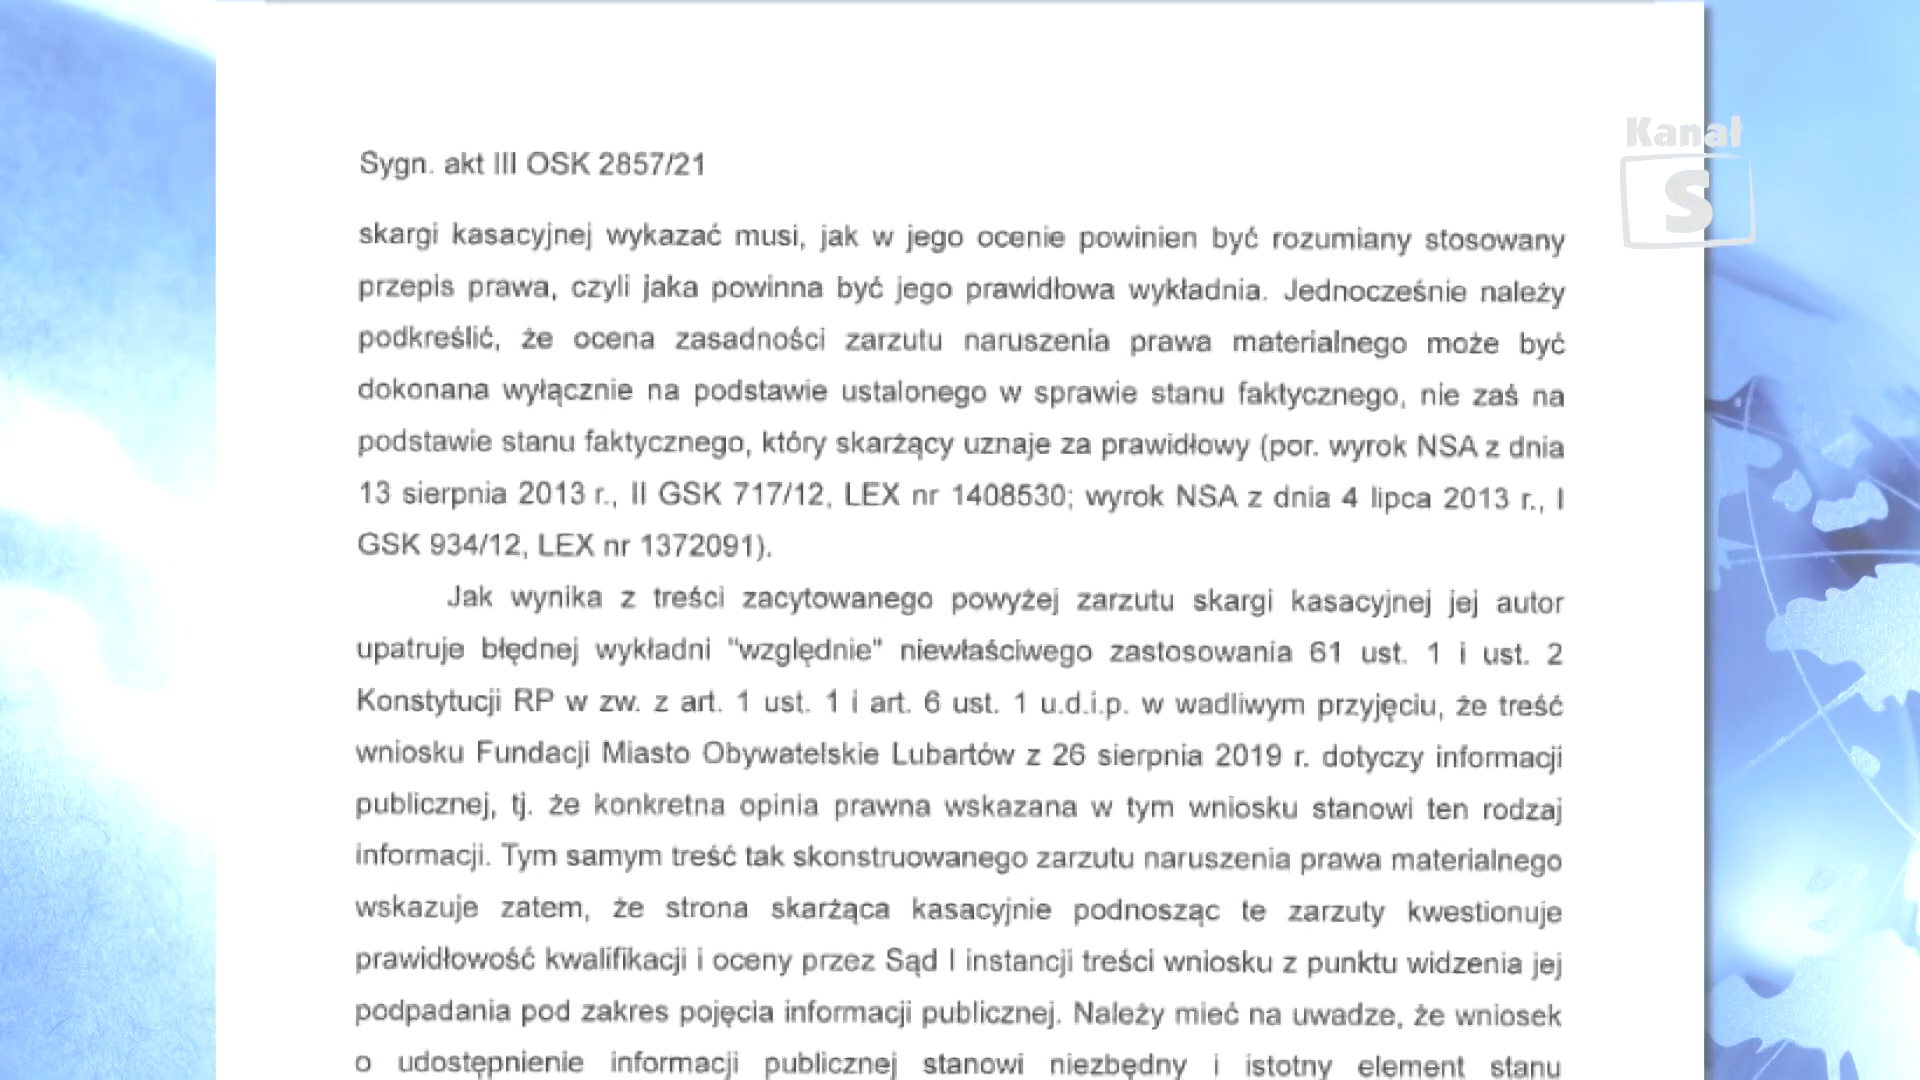 Kanał
S
Sygn. akt III OSK 2857/21
skargi kasacyjnej wykazać musi, jak w jego ocenie powinien być rozumiany stosowany
przepis prawa, czyli jaka powinna być jego prawidłowa wykładnia. Jednocześnie należy
podkreślić, że ocena zasadności zarzutu naruszenia prawa materialnego może być
dokonana wyłącznie na podstawie ustalonego w sprawie stanu faktycznego, nie zaś na
podstawie stanu faktycznego, który skarżący uznaje za prawidłowy (por. wyrok NSA z dnia
13 sierpnia 2013 r., II GSK 717/12, LEX nr 1408530; wyrok NSA z dnia 4 lipca 2013 r., I
GSK 934/12, LEX nr 1372091).
Jak wynika z treści zacytowanego powyżej zarzutu skargi kasacyjnej jej autor
upatruje błędnej wykładni "względnie" niewłaściwego zastosowania 61 ust. 1 i ust. 2
Konstytucji RP w zw. z art. 1 ust. 1 i art. 6 ust. 1 u.d.i.p. w wadliwym przyjęciu, że treść
wniosku Fundacji Miasto Obywatelskie Lubartów z 26 sierpnia 2019 r. dotyczy informacji
publicznej, tj. że konkretna opinia prawna wskazana w tym wniosku stanowi ten rodzaj
informacji. Tym samym treść tak skonstruowanego zarzutu naruszenia prawa materialnego
wskazuje zatem, że strona skarżąca kasacyjnie podnosząc te zarzuty kwestionuje
prawidłowość kwalifikacji i oceny przez Sąd I instancji treści wniosku z punktu widzenia jej
podpadania pod zakres pojęcia informacji publicznej. Należy mieć na uwadze, że wniosek
o udostępnienie informacji publicznej stanowi niezbędny i istotny element stanu